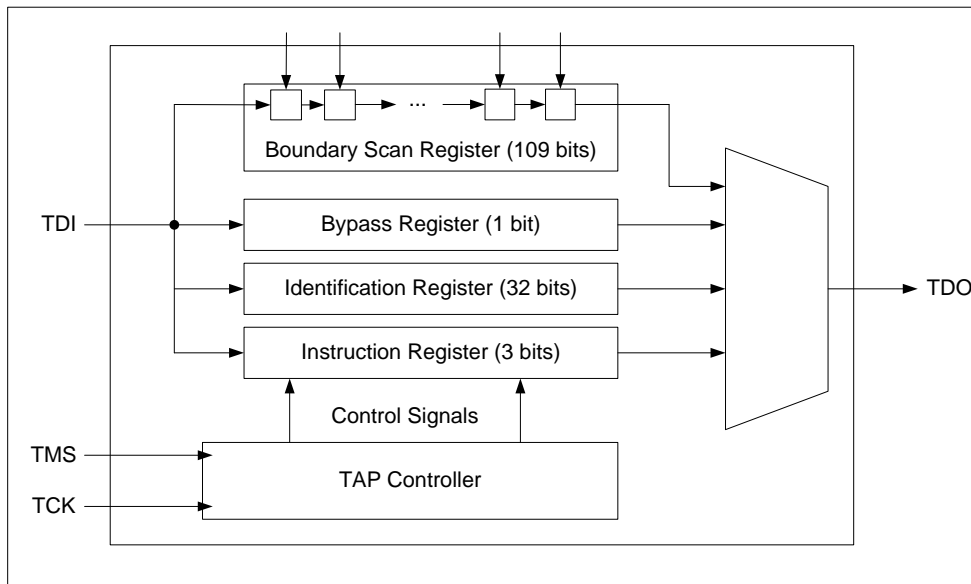 ...
Boundary Scan Register (109 bits)
TDI
Bypass Register (1 bit)
Identification Register (32 bits)
TDO
Instruction Register (3 bits)
Control Signals
TMS
TAP Controller
TCK